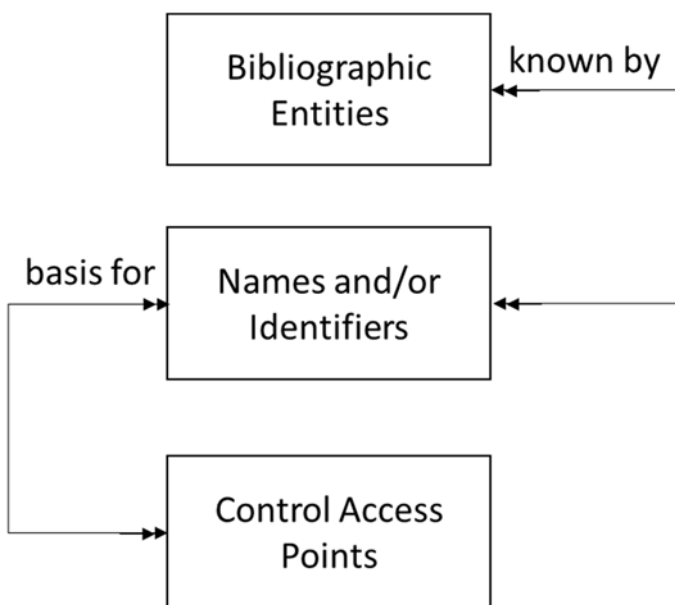 Bibliographic
Entities
known by
basis for
Names and/or
Identifiers
Control Access
Points